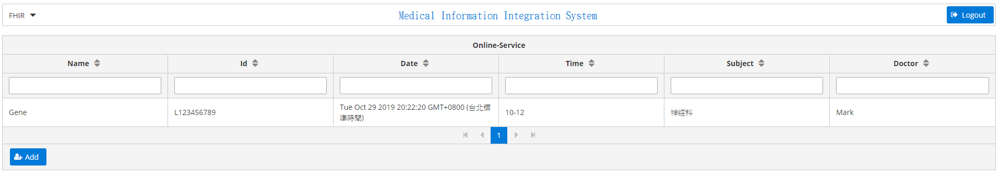 FHIR
Medical Information Integration System
Logout
Online-Service
Name Id Date Time Subject Doctor
Gene L123456789 Tue Oct 29 2019 20:22:20 GMT+0800 (台北標 10-12 神經科 Mark
準時間)
1
Add